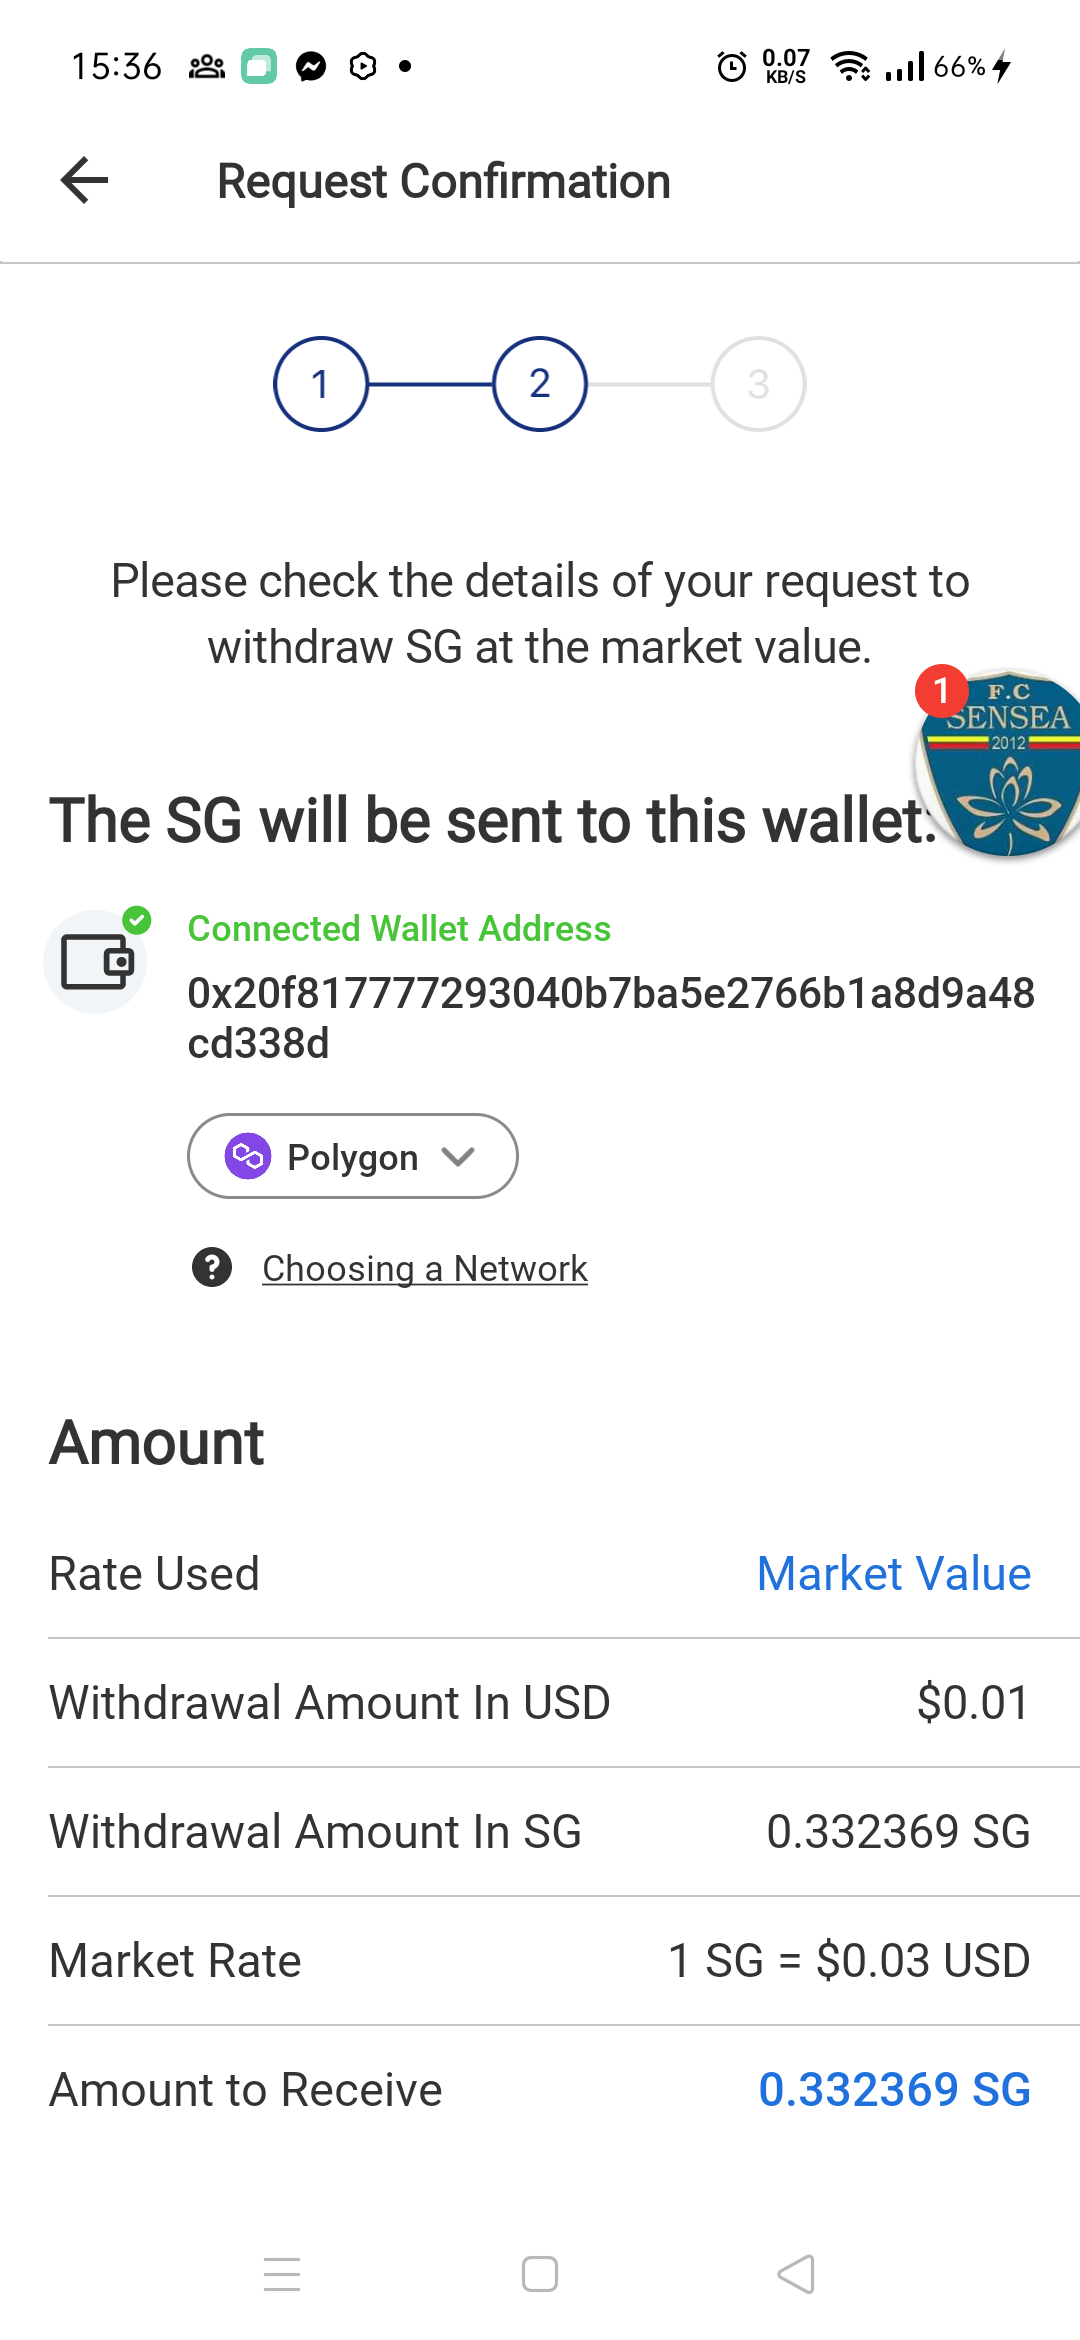 15:36
0.07
KB/S
66%
Request Confirmation
1
2
3
Please check the details of your request to
withdraw SG at the market value.
1
F.C
SENSEA
2012
The SG will be sent to this wallet:
Connected Wallet Address
0x20f817777293040b7ba5e2766b1a8d9a48
cd338d
Polygon
Choosing a Network
Amount
Rate Used
Market Value
Withdrawal Amount In USD
$0.01
Withdrawal Amount In SG
0.332369 SG
Market Rate
1 SG = $0.03 USD
Amount to Receive
0.332369 SG